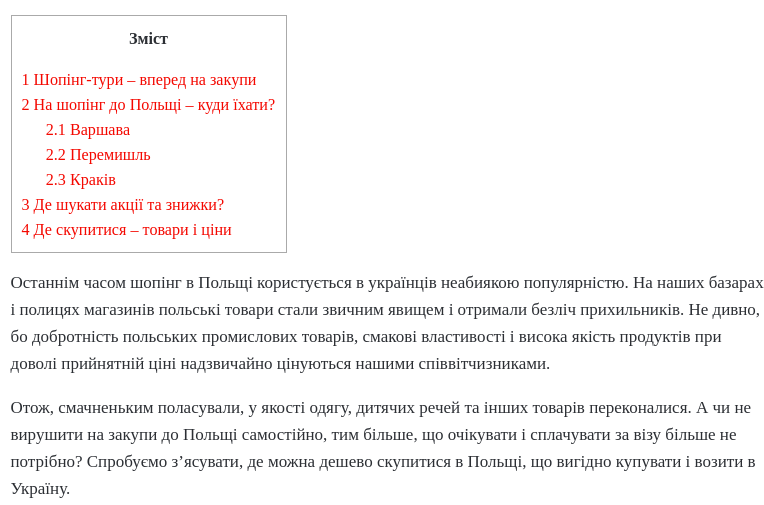 Зміст
1 Шопінг-тури – вперед на закупи
2 На шопінг до Польщі – куди їхати?
2.1 Варшава
2.2 Перемишль
2.3 Краків
3 Де шукати акції та знижки?
4 Де скупитися – товари і ціни
Останнім часом шопінг в Польщі користується в українців неабиякою популярністю. На наших базарах
і полицях магазинів польські товари стали звичним явищем і отримали безліч прихильників. Не дивно,
бо добротність польських промислових товарів, смакові властивості і висока якість продуктів при
доволі прийнятній ціні надзвичайно цінуються нашими співвітчизниками.
Отож, смачненьким поласували, у якості одягу, дитячих речей та інших товарів переконалися. А чи не
вирушити на закупи до Польщі самостійно, тим більше, що очікувати і сплачувати за візу більше не
потрібно? Спробуємо з’ясувати, де можна дешево скупитися в Польщі, що вигідно купувати і возити в
Україну.